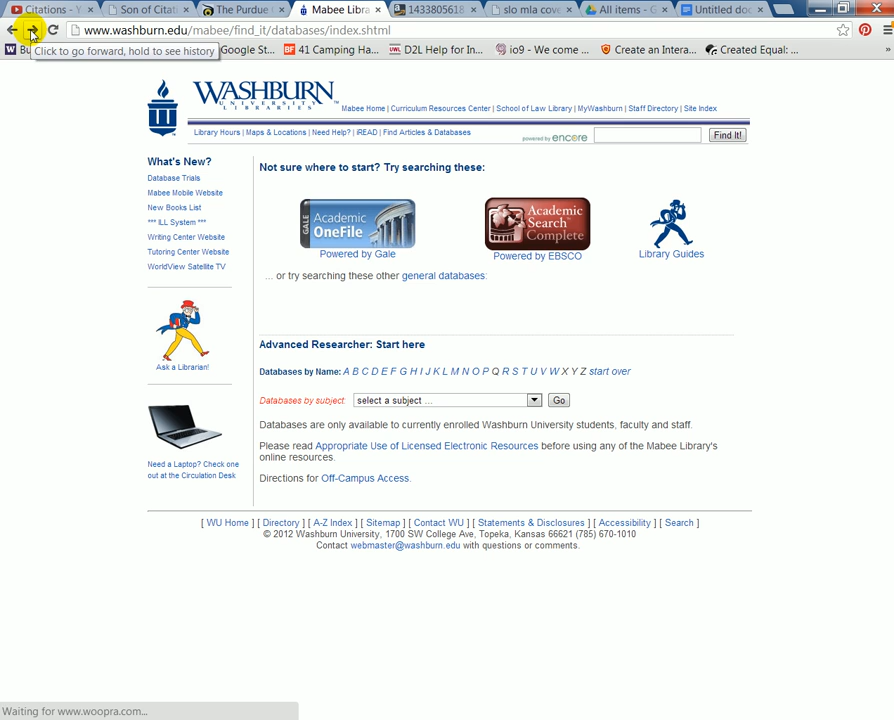 Citations - Y
Son of Citati
The Purdue
Mabee Libra
1433805618
slo mla cove
All items - G
Untitled doc
www.washburn.edu/mabee/find_it/databases/index.shtml
Click to go forward, hold to see history
Google St...
41 Camping Ha...
D2L Help for In...
io9 - We come ...
Create an Intera...
Created Equal: ...
WASHBURN
UNIVERSITY
LIBRARIES
Mabee Home | Curriculum Resources Center | School of Law Library | MyWashburn | Staff Directory | Site Index
Library Hours | Maps & Locations | Need Help? | iREAD | Find Articles & Databases
powered by encore
Find It!
What's New?
Database Trials
Mabee Mobile Website
New Books List
*** ILL System ***
Writing Center Website
Tutoring Center Website
WorldView Satellite TV
Ask a Librarian!
Need a Laptop? Check one
out at the Circulation Desk
Not sure where to start? Try searching these:
GALE
Academic
OneFile
Powered by Gale
Academic
Search
Complete
Powered by EBSCO
Library Guides
... or try searching these other general databases:
Advanced Researcher: Start here
Databases by Name: A B C D E F G H I J K L M N O P Q R S T U V W X Y Z start over
Databases by subject: select a subject ... Go
Databases are only available to currently enrolled Washburn University students, faculty and staff.
Please read Appropriate Use of Licensed Electronic Resources before using any of the Mabee Library's
online resources.
Directions for Off-Campus Access.
[ WU Home ] [ Directory ] [ A-Z Index ] [ Sitemap ] [ Contact WU ] [ Statements & Disclosures ] [ Accessibility ] [ Search ]
© 2012 Washburn University, 1700 SW College Ave, Topeka, Kansas 66621 (785) 670-1010
Contact webmaster@washburn.edu with questions or comments.
Waiting for www.woopra.com...